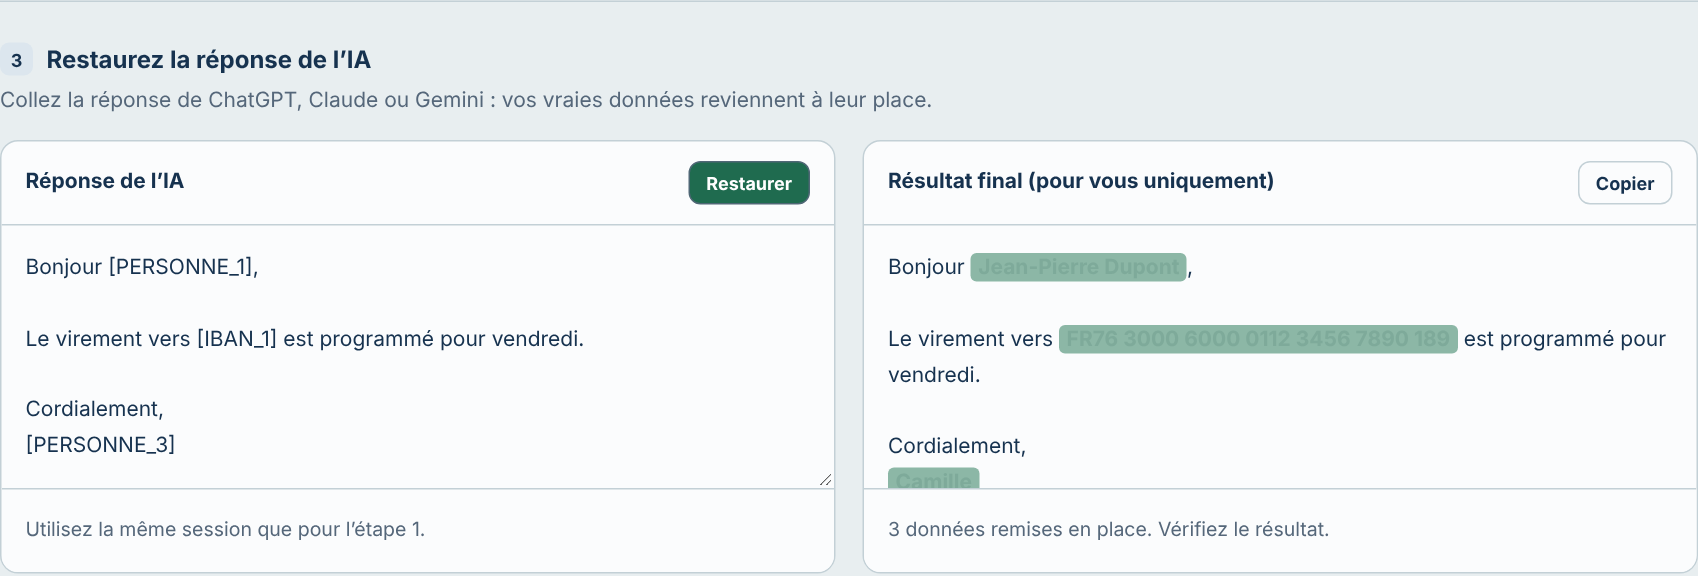 3 Restaurez la réponse de l’IA
Collez la réponse de ChatGPT, Claude ou Gemini : vos vraies données reviennent à leur place.
Réponse de l’IA
Restaurer
Bonjour [PERSONNE_1],
Le virement vers [IBAN_1] est programmé pour vendredi.
Cordialement,
[PERSONNE_3]
Utilisez la même session que pour l’étape 1.
Résultat final (pour vous uniquement)
Copier
Bonjour Jean-Pierre Dupont,
Le virement vers FR76 3000 6000 0112 3456 7890 189 est programmé pour
vendredi.
Cordialement,
Camille
3 données remises en place. Vérifiez le résultat.